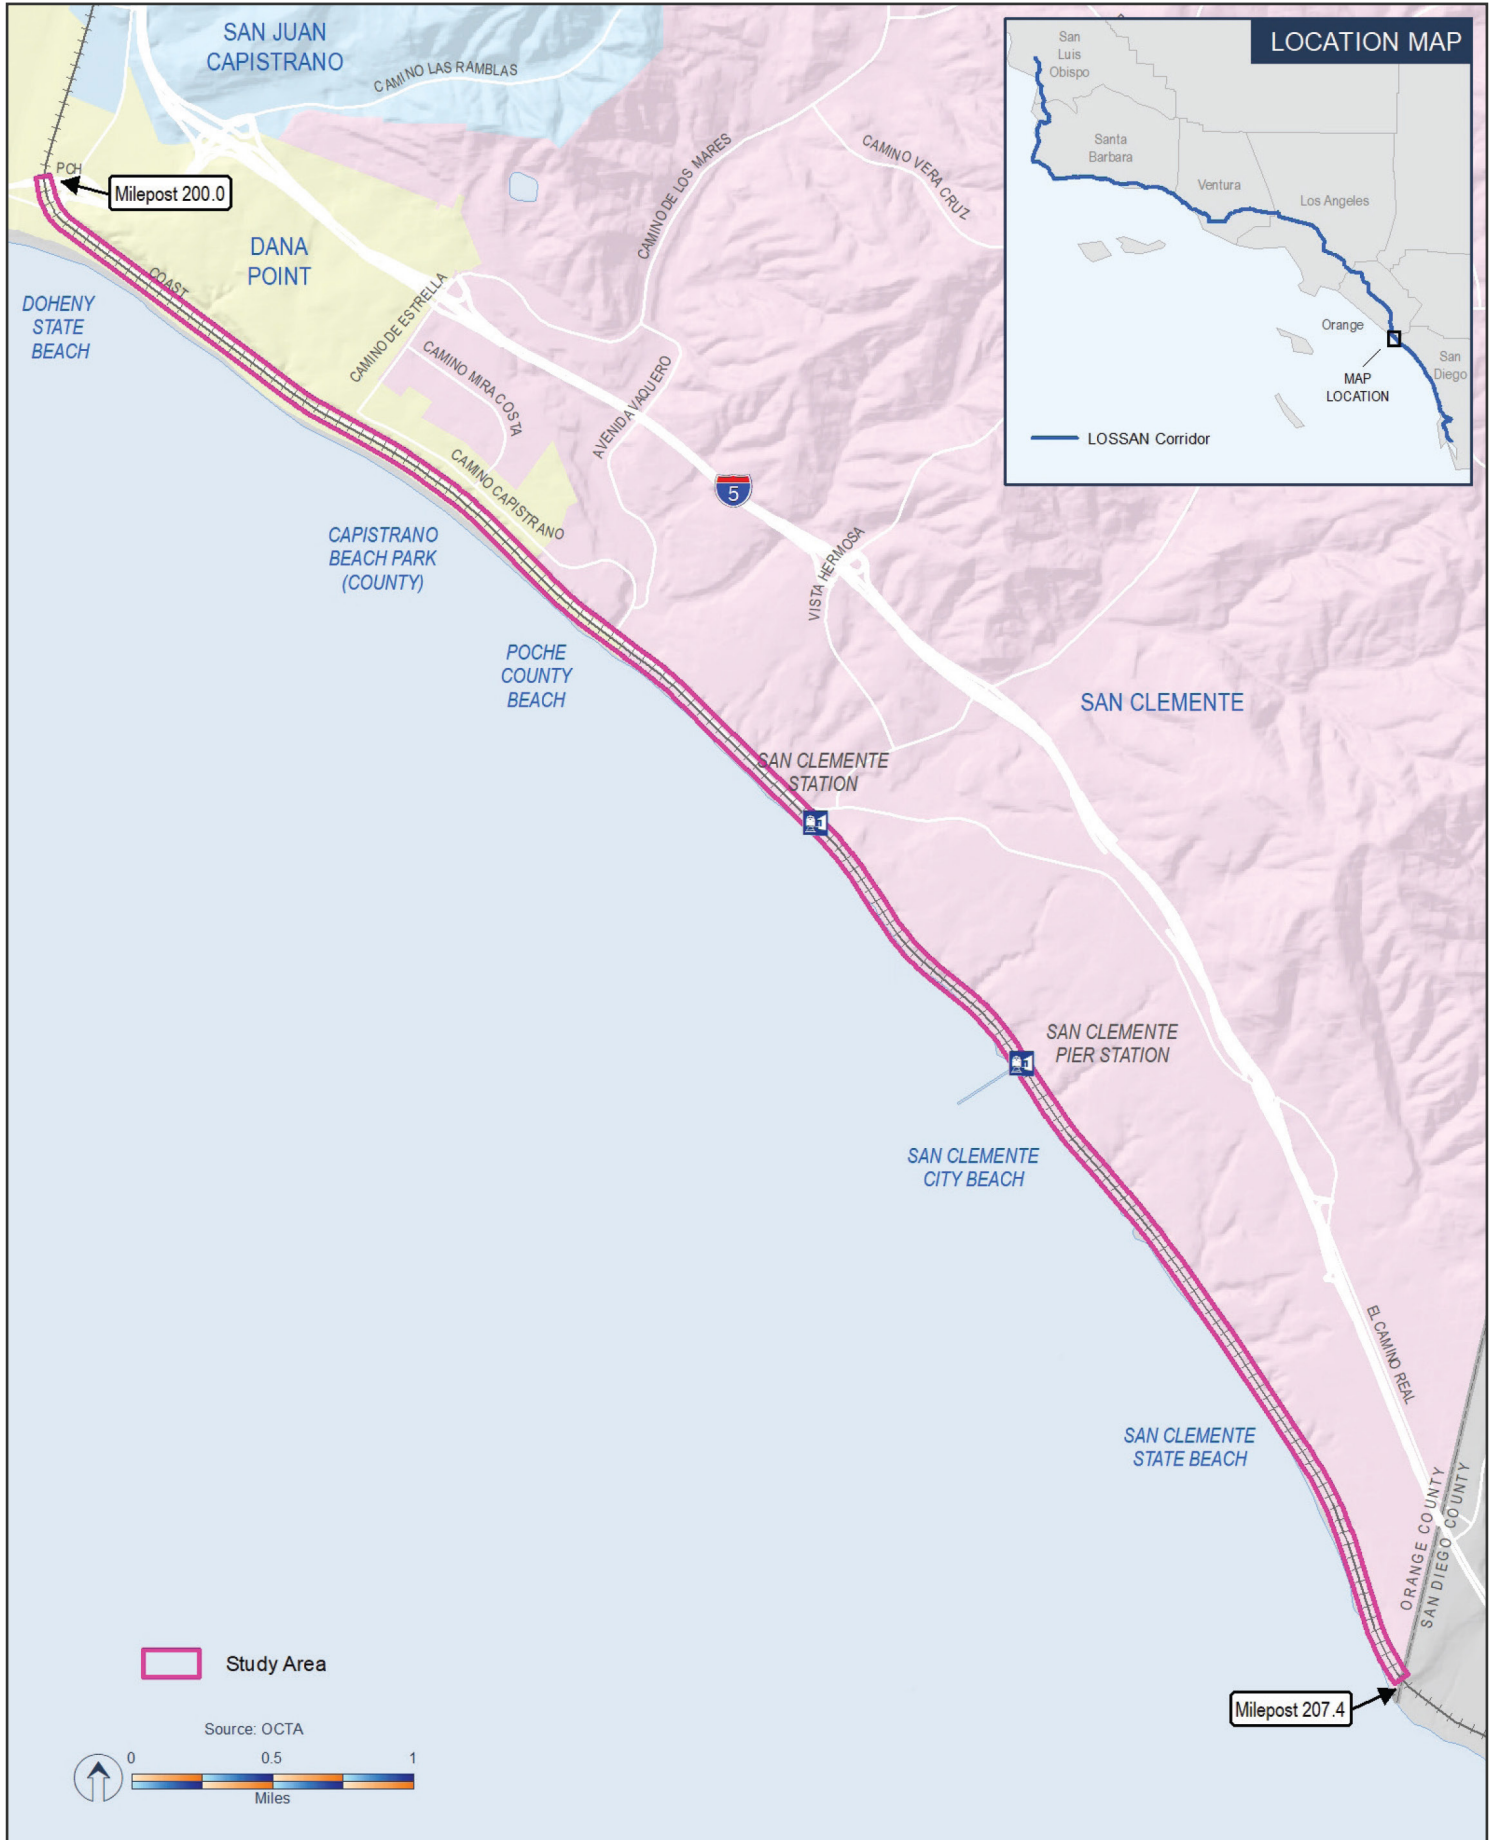 SAN JUAN
CAPISTRANO
CAMINO LAS RAMBLAS
LOCATION MAP
San
Luis
Obispo
Santa
Barbara
Ventura
Los Angeles
Orange
San
Diego
MAP
LOCATION
LOSSAN Corridor
PCH
Milepost 200.0
DANA
POINT
COAST
CAMINO DE LOS MARES
CAMINO VERA CRUZ
DOHENY
STATE
BEACH
CAMINO DE ESTRELLA
CAMINO MIRA COSTA
AVENIDA VAQUERO
CAMINO CAPISTRANO
5
CAPISTRANO
BEACH PARK
(COUNTY)
VISTA HERMOSA
POCHE
COUNTY
BEACH
SAN CLEMENTE
SAN CLEMENTE
STATION
SAN CLEMENTE
PIER STATION
SAN CLEMENTE
CITY BEACH
EL CAMINO REAL
SAN CLEMENTE
STATE BEACH
ORANGE COUNTY
SAN DIEGO COUNTY
Study Area
Milepost 207.4
Source: OCTA
0 0.5 1
Miles